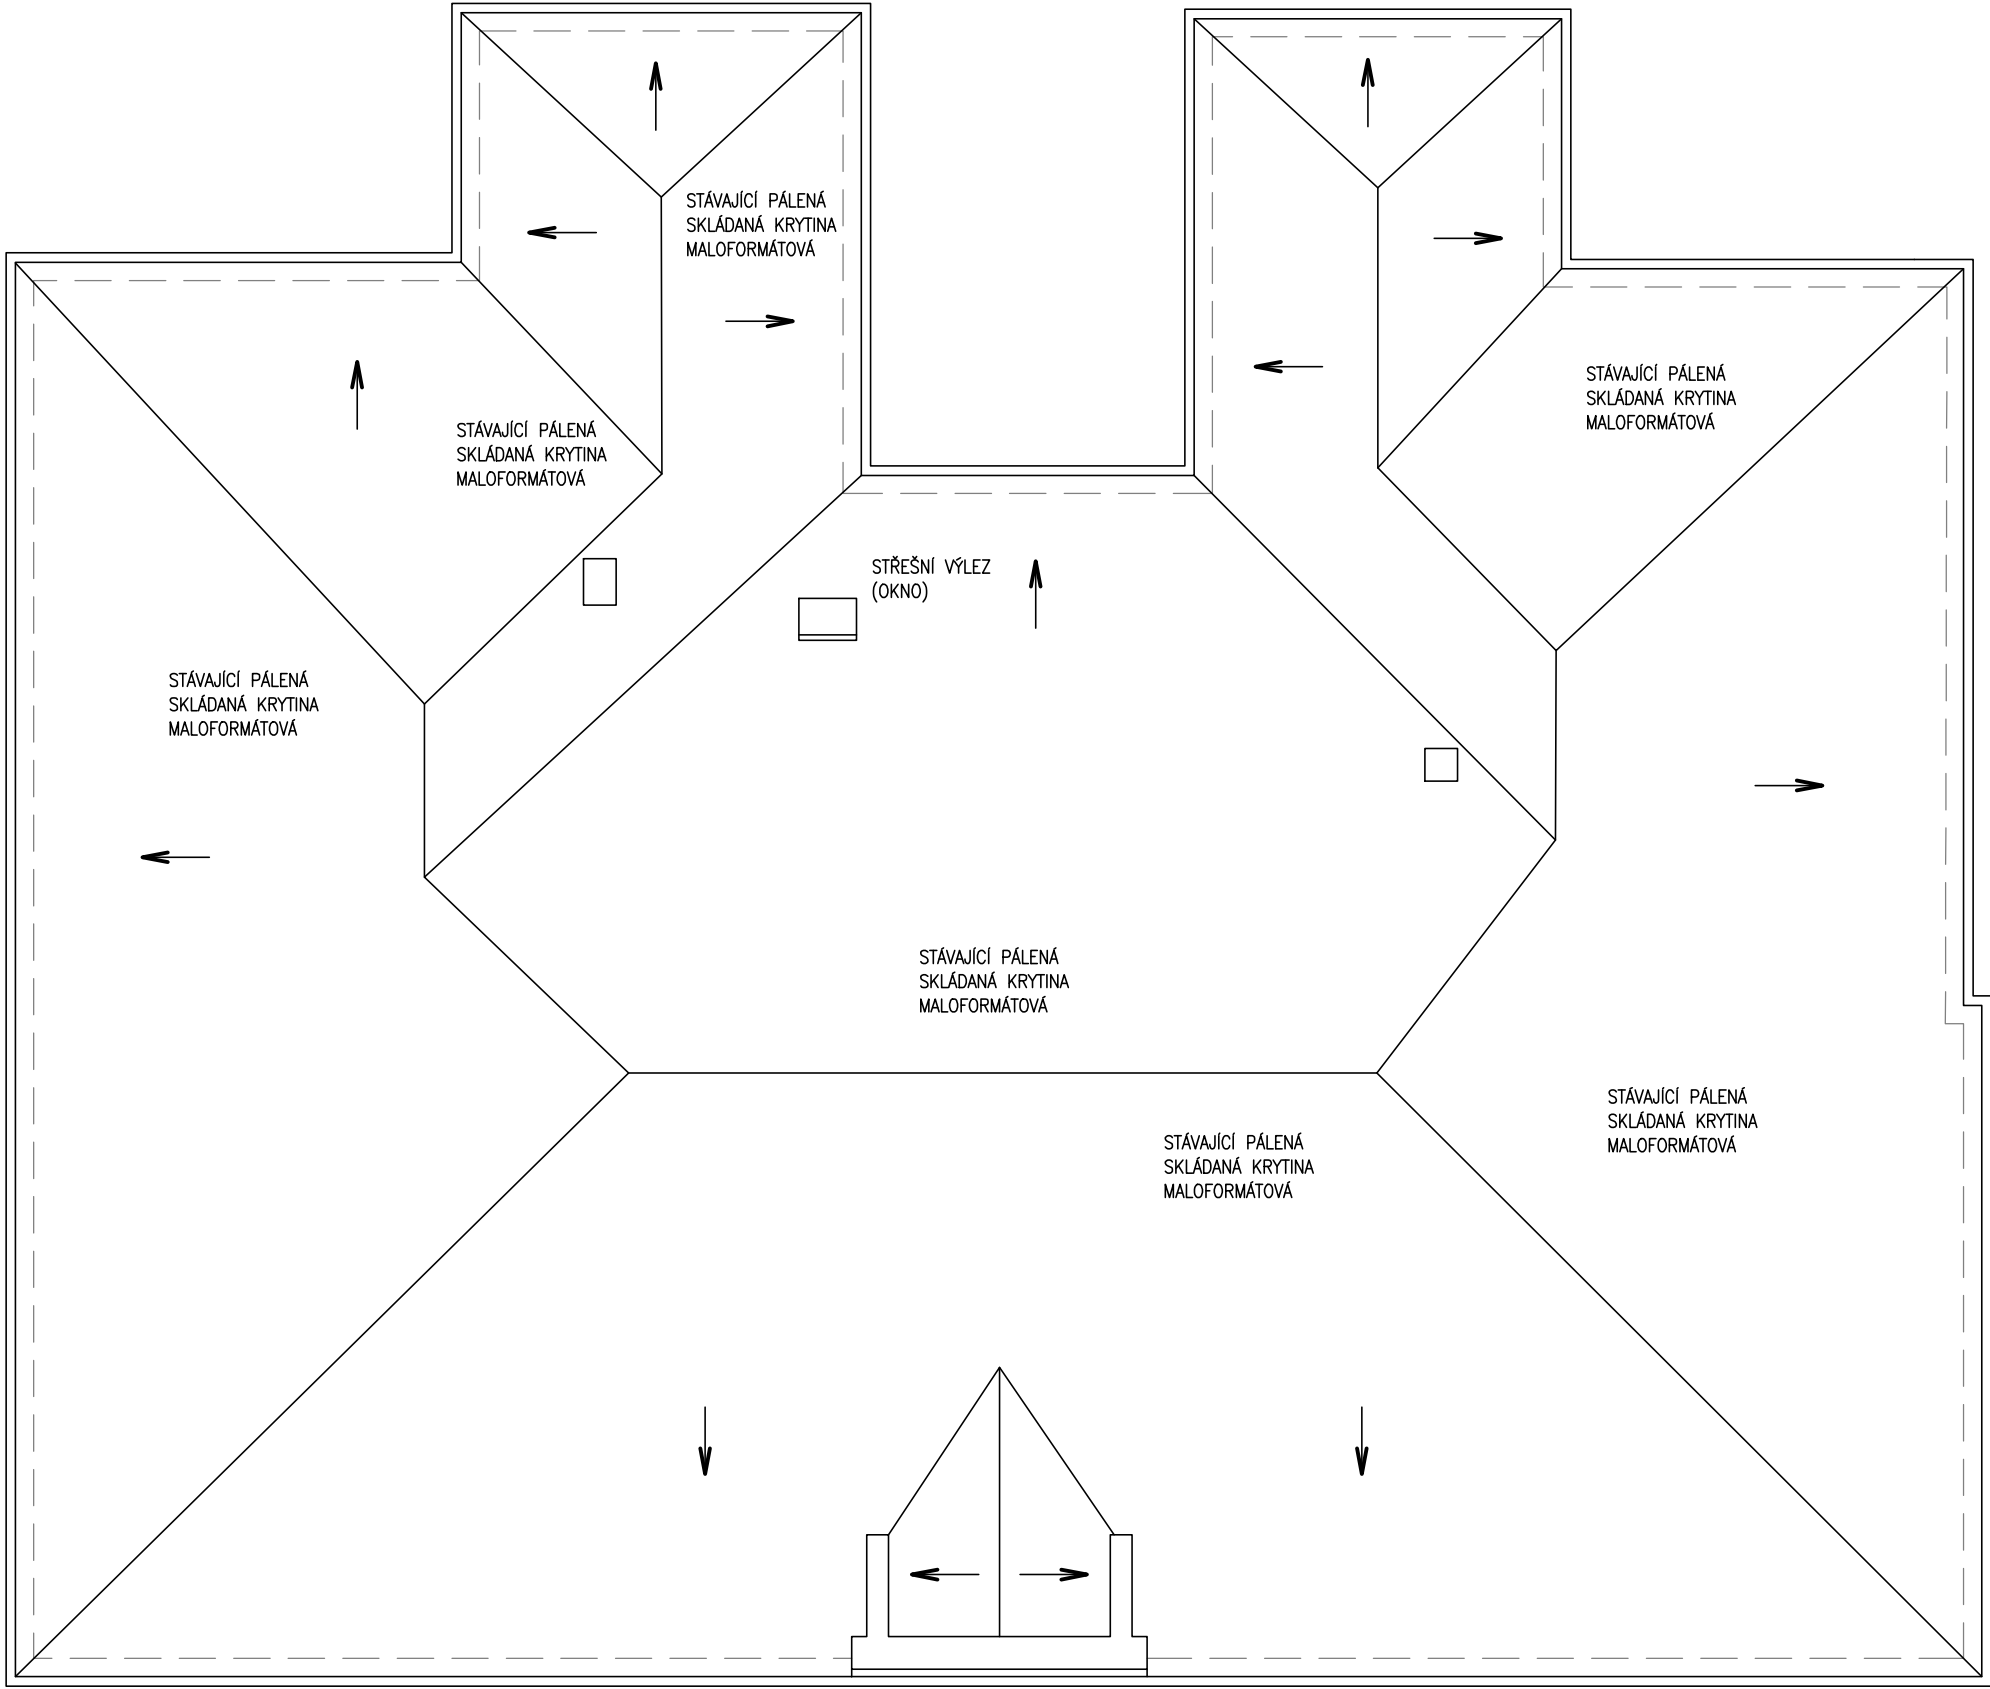 STÁVAJÍCÍ PÁLENÁ
SKLÁDANÁ KRYTINA
MALOFORMÁTOVÁ
STÁVAJÍCÍ PÁLENÁ
SKLÁDANÁ KRYTINA
MALOFORMÁTOVÁ
STÁVAJÍCÍ PÁLENÁ
SKLÁDANÁ KRYTINA
MALOFORMÁTOVÁ
STŘEŠNÍ VÝLEZ
(OKNO)
STÁVAJÍCÍ PÁLENÁ
SKLÁDANÁ KRYTINA
MALOFORMÁTOVÁ
STÁVAJÍCÍ PÁLENÁ
SKLÁDANÁ KRYTINA
MALOFORMÁTOVÁ
STÁVAJÍCÍ PÁLENÁ
SKLÁDANÁ KRYTINA
MALOFORMÁTOVÁ
STÁVAJÍCÍ PÁLENÁ
SKLÁDANÁ KRYTINA
MALOFORMÁTOVÁ